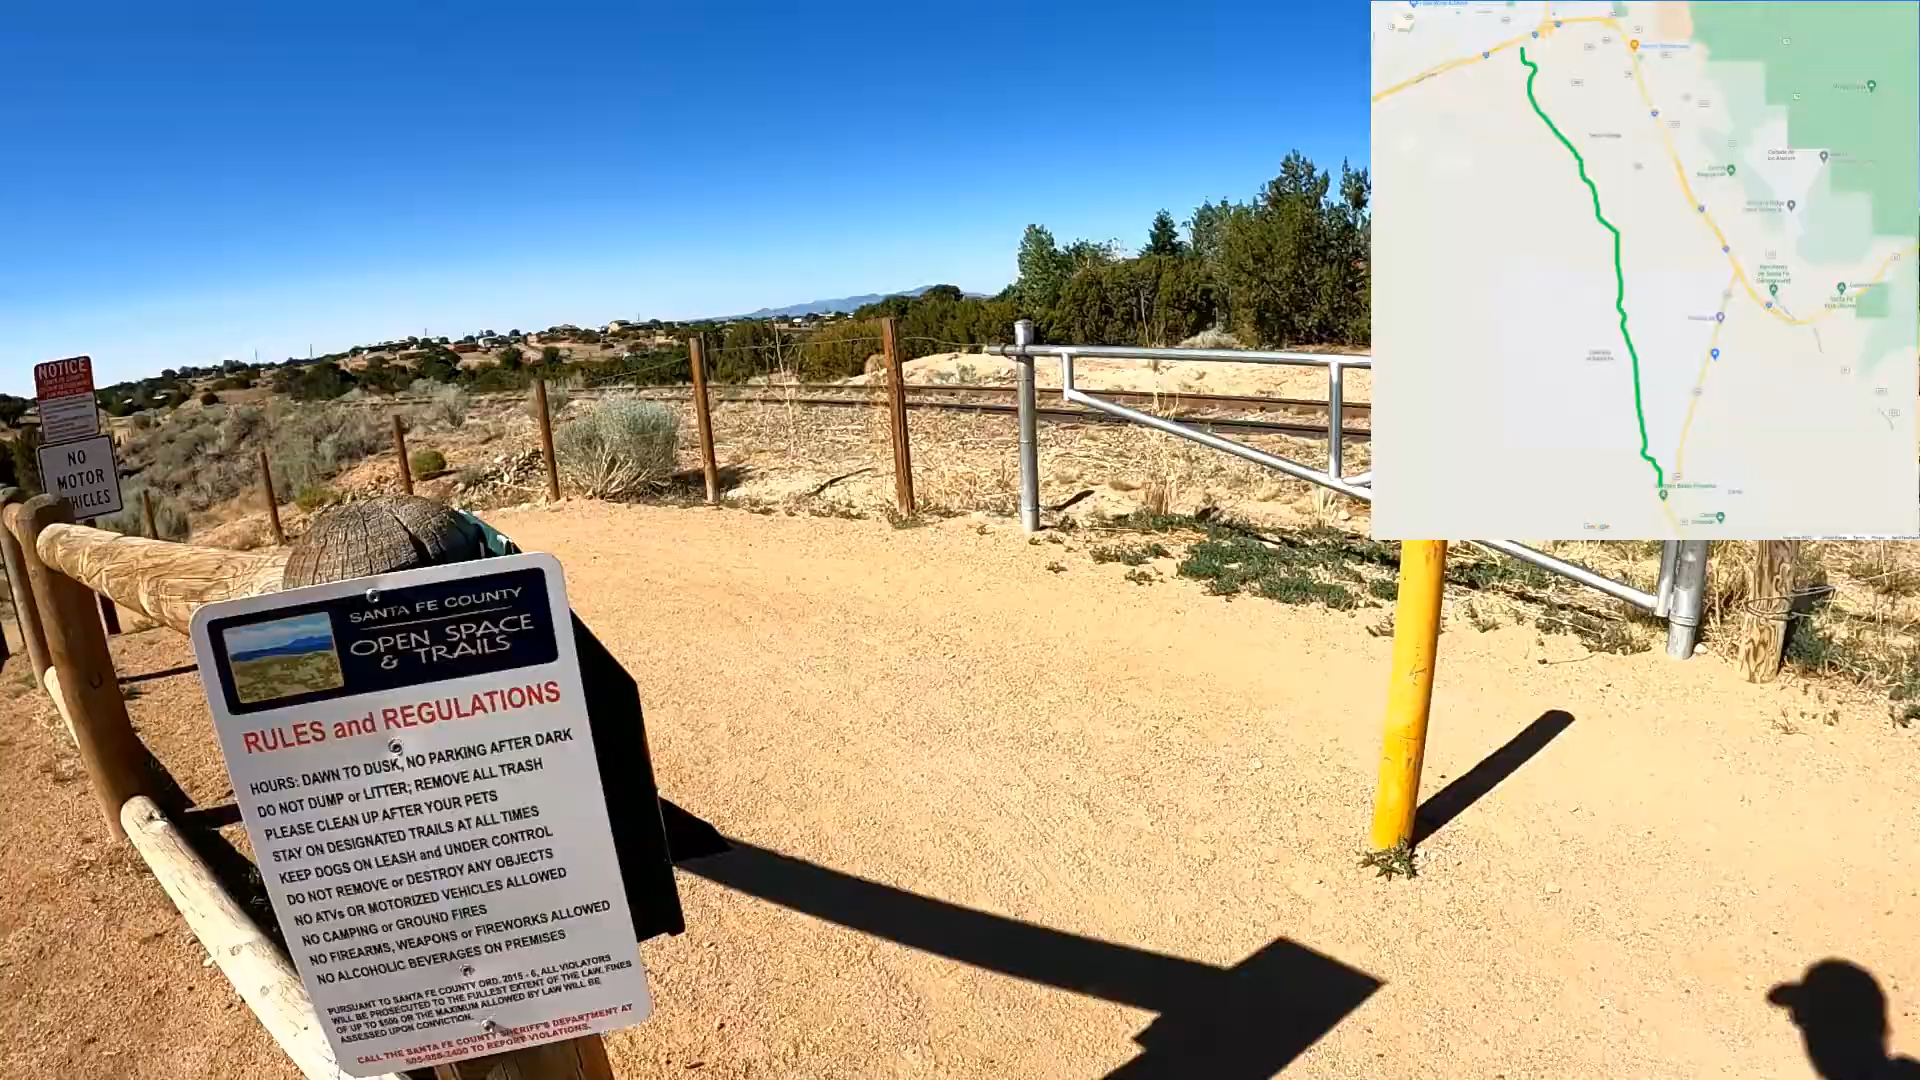 NOTICE
NO
MOTOR
HICLES
SANTA FE COUNTY
OPEN SPACE
& TRAILS
RULES and REGULATIONS
HOURS: DAWN TO DUSK, NO PARKING AFTER DARK
DO NOT DUMP or LITTER; REMOVE ALL TRASH
PLEASE CLEAN UP AFTER YOUR PETS
STAY ON DESIGNATED TRAILS AT ALL TIMES
KEEP DOGS ON LEASH and UNDER CONTROL
DO NOT REMOVE or DESTROY ANY OBJECTS
NO ATVs OR MOTORIZED VEHICLES ALLOWED
NO CAMPING or GROUND FIRES
NO FIREARMS, WEAPONS or FIREWORKS ALLOWED
NO ALCOHOLIC BEVERAGES ON PREMISES
PURSUANT TO SANTA FE COUNTY ORD. 2015 - 6, ALL VIOLATORS
WILL BE PROSECUTED TO THE FULLEST EXTENT OF THE LAW. FINES
OF UP TO $500 OR THE MAXIMUM ALLOWED BY LAW WILL BE
ASSESSED UPON CONVICTION.
CALL THE SANTA FE COUNTY SHERIFF'S DEPARTMENT AT
TO REPORT VIOLATIONS.
Google